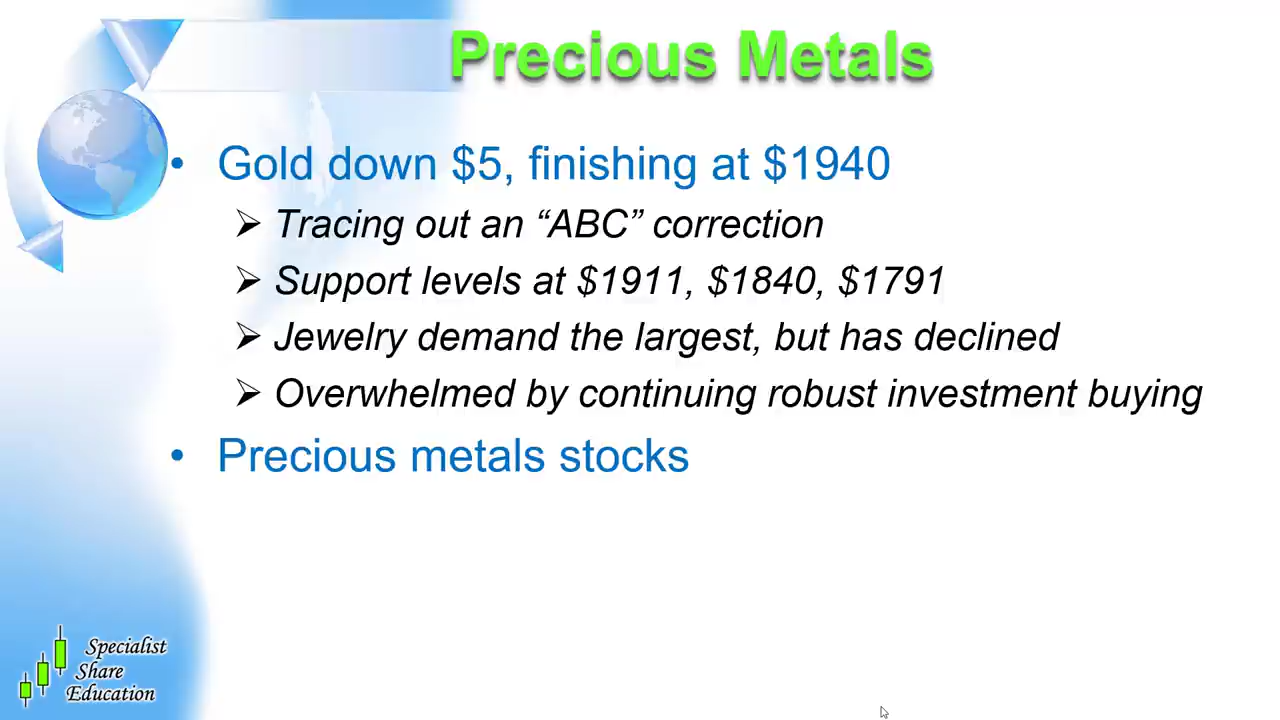 Precious Metals
• Gold down $5, finishing at $1940
➢ Tracing out an “ABC” correction
➢ Support levels at $1911, $1840, $1791
➢ Jewelry demand the largest, but has declined
➢ Overwhelmed by continuing robust investment buying
• Precious metals stocks
Specialist
Share
Education